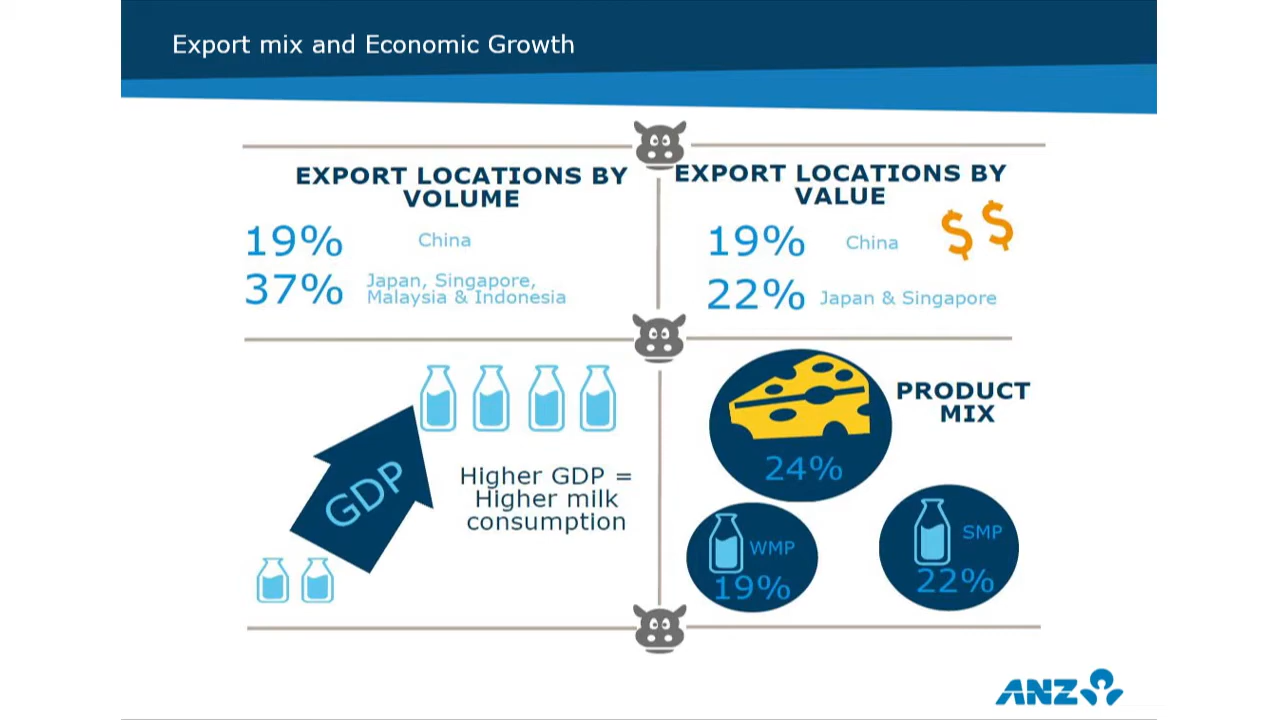 Export mix and Economic Growth
EXPORT LOCATIONS BY
VOLUME
19% China
37% Japan, Singapore,
Malaysia & Indonesia
EXPORT LOCATIONS BY
VALUE
$ $
19% China
22% Japan & Singapore
GDP
Higher GDP =
Higher milk
consumption
PRODUCT
MIX
24%
WMP
19%
SMP
22%
ANZ